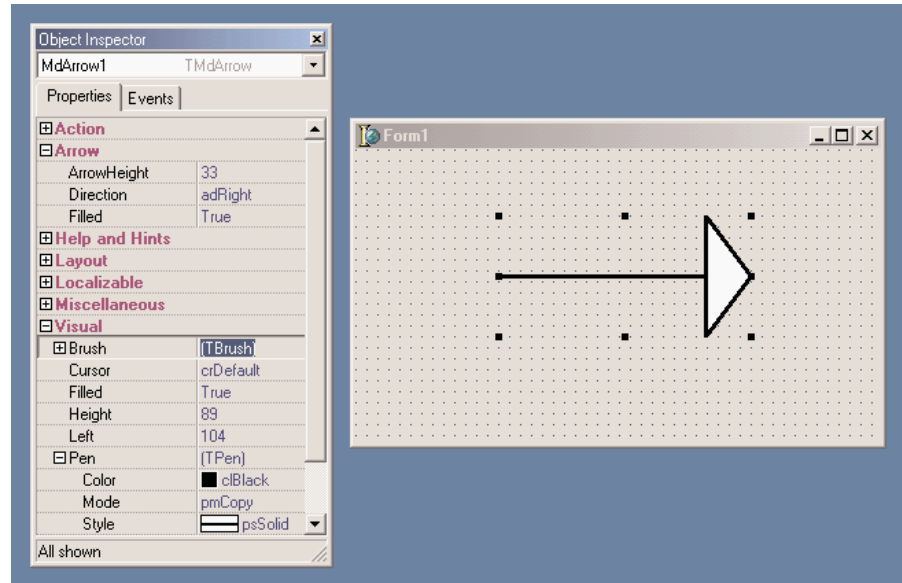 Object Inspector
MdArrow1 TMdArrow
Properties Events
Action
Arrow
ArrowHeight 33
Direction adRight
Filled True
Help and Hints
Layout
Localizable
Miscellaneous
Visual
Brush (TBrush)
Cursor crDefault
Filled True
Height 89
Left 104
Pen (TPen)
Color clBlack
Mode pmCopy
Style psSolid
All shown
Form1